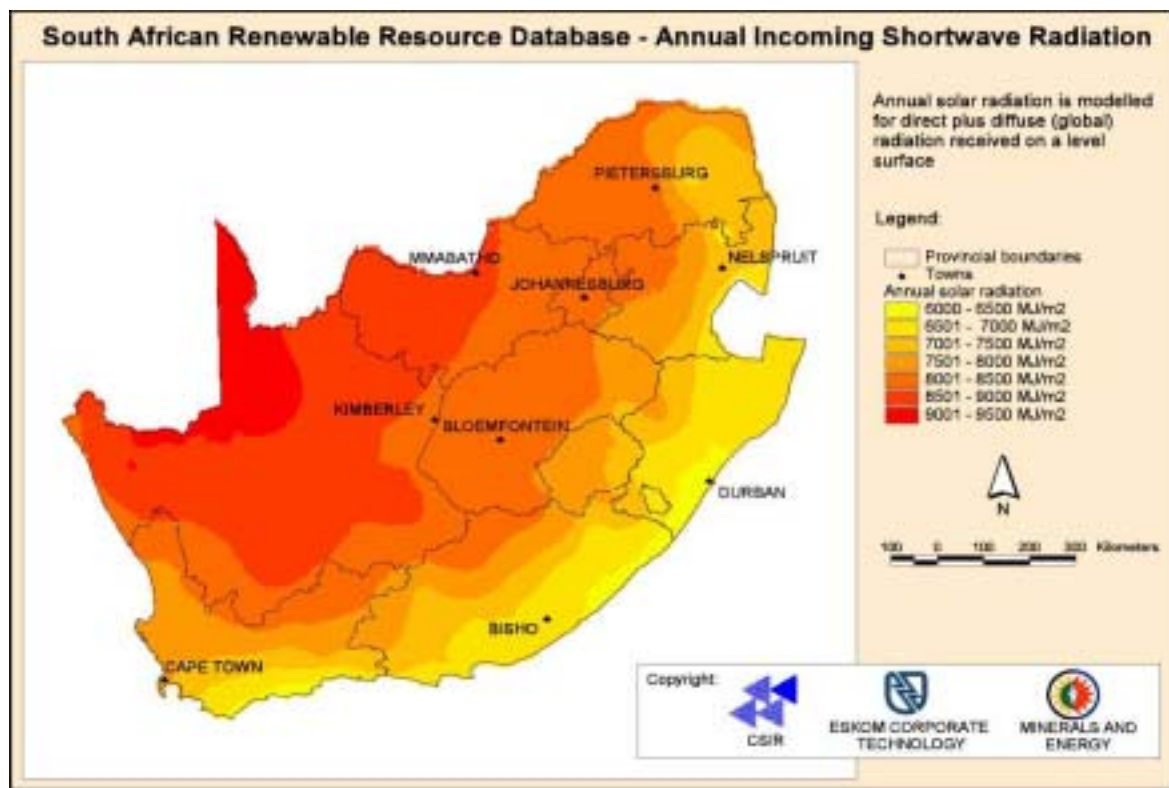 South African Renewable Resource Database - Annual Incoming Shortwave Radiation
Annual solar radiation is modelled
for direct plus diffuse (global)
radiation received on a level
surface
PIETERSBURG
MMABATHO
NELSPRUIT
JOHANNESBURG
KIMBERLEY
BLOEMFONTEIN
DURBAN
BISHO
CAPE TOWN
Legend:
Provincial boundaries
Towns
Annual solar radiation
6000 - 6500 MJ/m2
6501 - 7000 MJ/m2
7001 - 7500 MJ/m2
7501 - 8000 MJ/m2
8001 - 8500 MJ/m2
8501 - 9000 MJ/m2
9001 - 9500 MJ/m2
N
100 0 100 200 300 Kilometers
Copyright:
CSIR
ESKOM CORPORATE
TECHNOLOGY
MINERALS AND
ENERGY